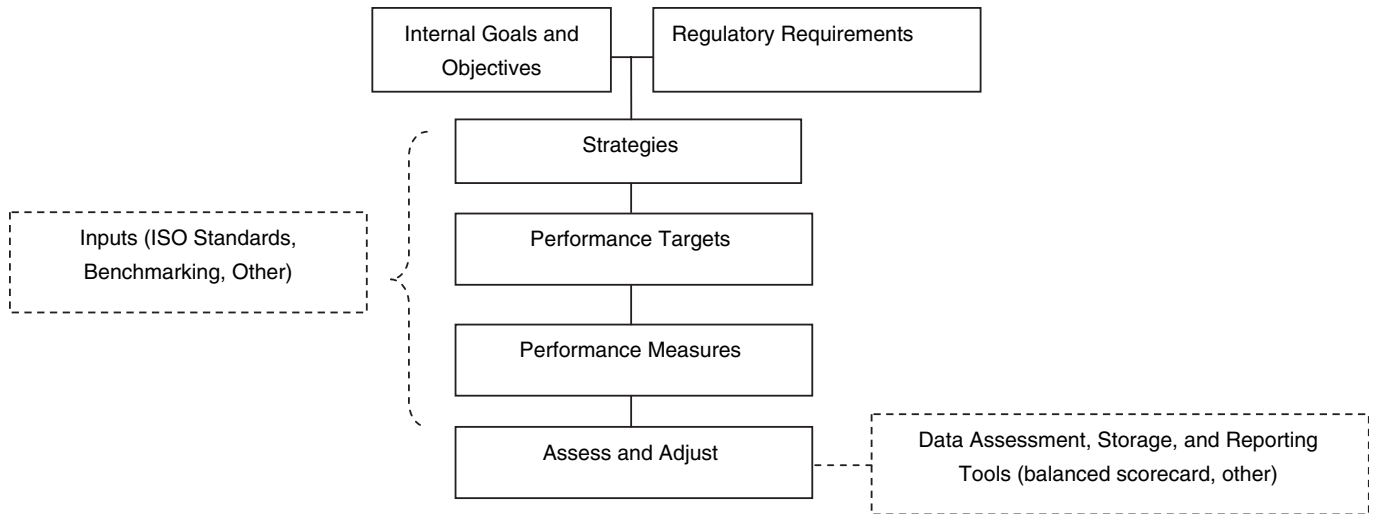 Internal Goals and
Objectives
Regulatory Requirements
Strategies
Inputs (ISO Standards,
Benchmarking, Other)
Performance Targets
Performance Measures
Assess and Adjust
Data Assessment, Storage, and Reporting
Tools (balanced scorecard, other)